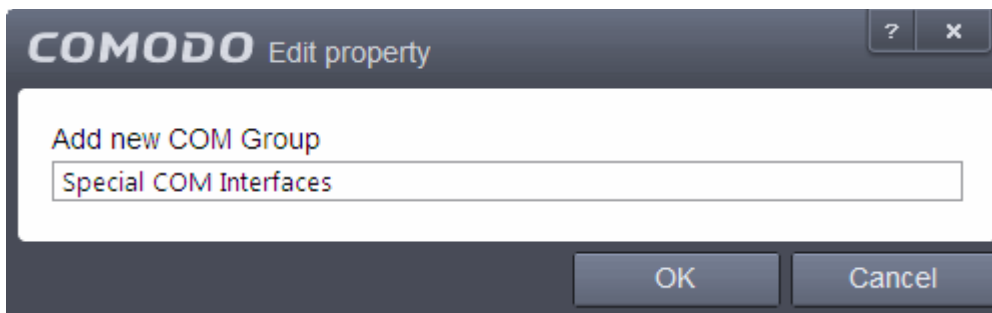 COMODO Edit property
? x
Add new COM Group
Special COM Interfaces
OK Cancel